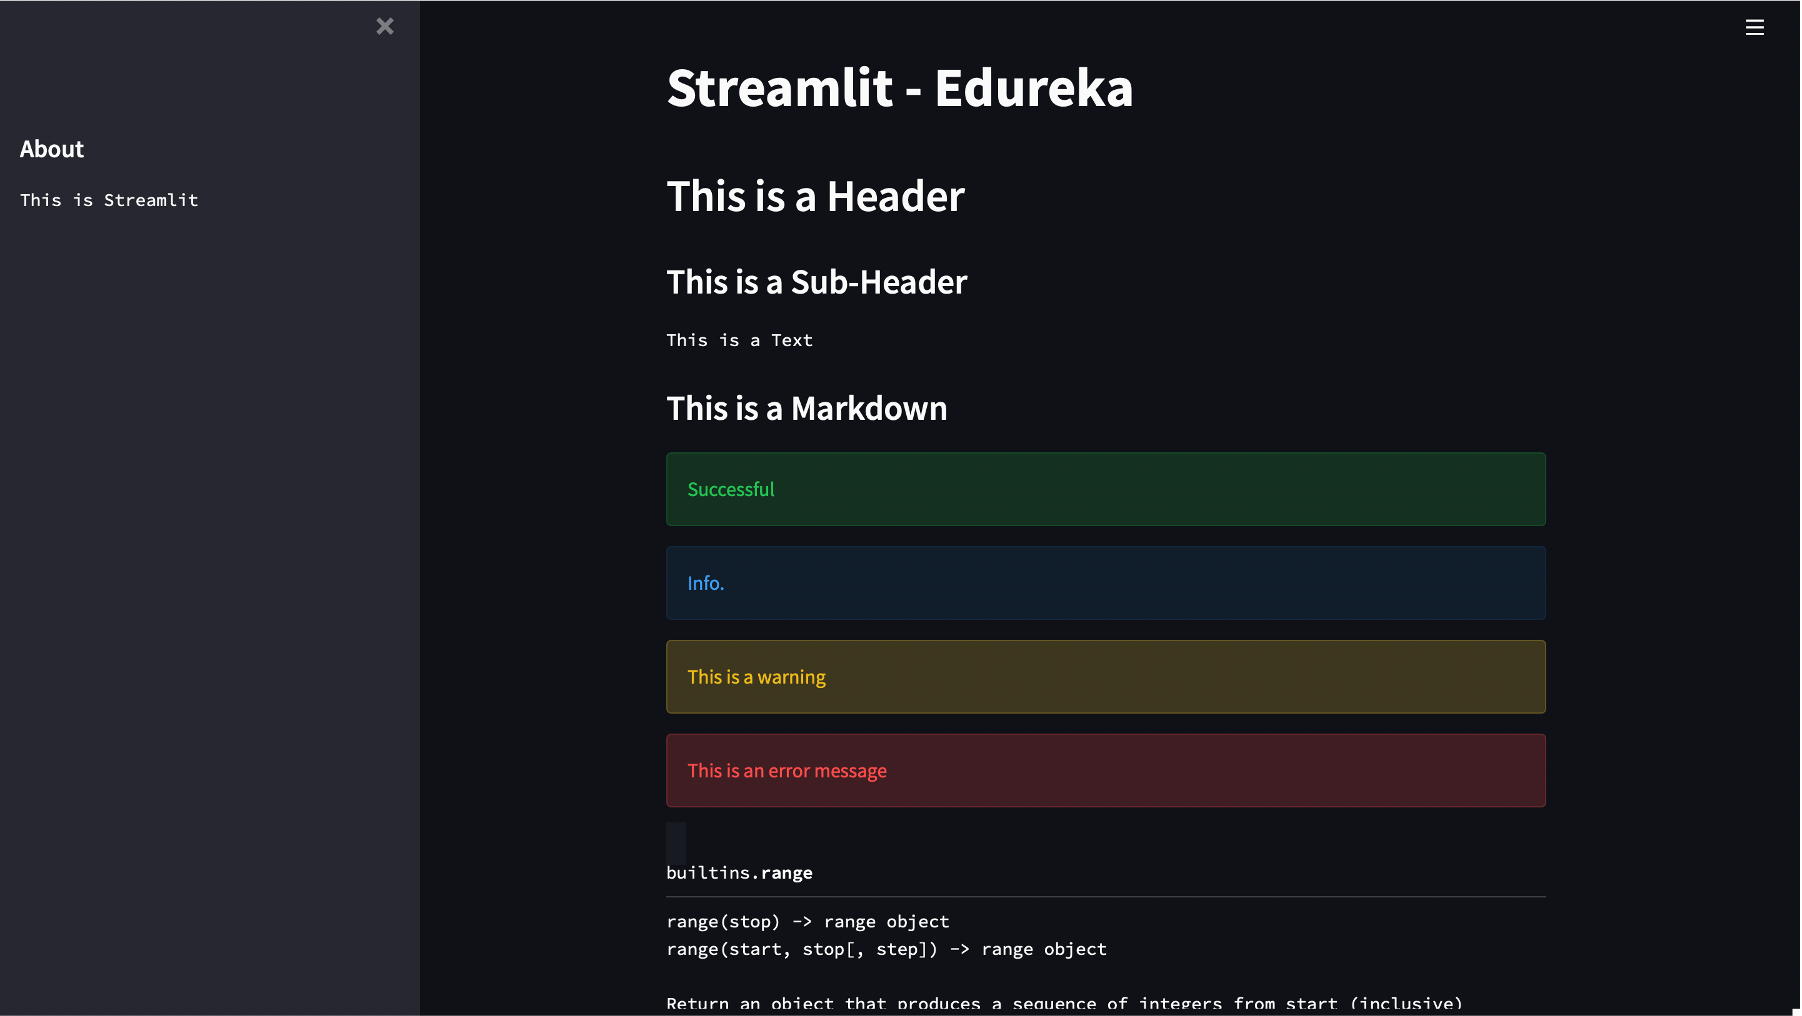 About
This is Streamlit
Streamlit - Edureka
This is a Header
This is a Sub-Header
This is a Text
This is a Markdown
Successful
Info.
This is a warning
This is an error message
builtins.range
range(stop) -> range object
range(start, stop[, step]) -> range object
Return an object that produces a sequence of integers from start (inclusive)